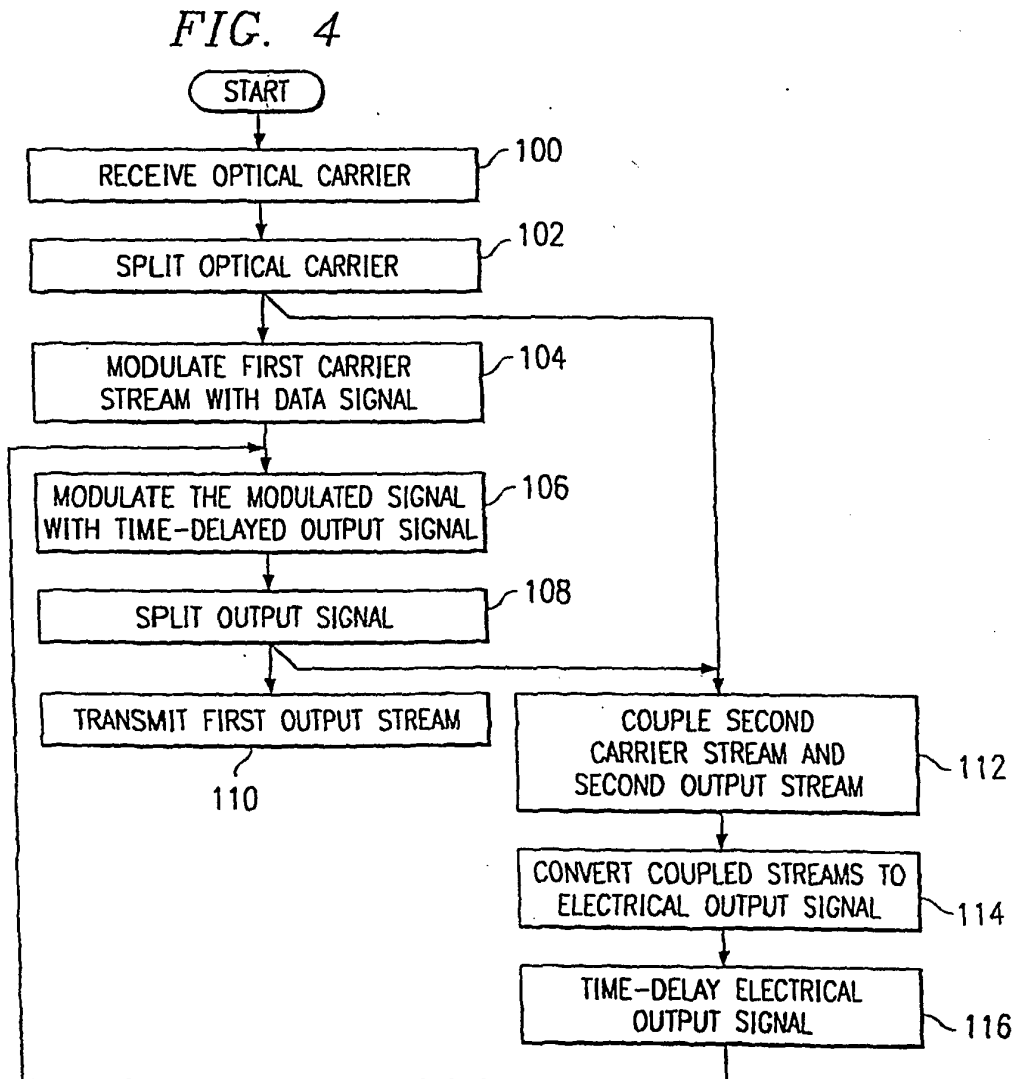 FIG. 4
START
RECEIVE OPTICAL CARRIER
100
SPLIT OPTICAL CARRIER
102
MODULATE FIRST CARRIER
STREAM WITH DATA SIGNAL
104
MODULATE THE MODULATED SIGNAL
WITH TIME-DELAYED OUTPUT SIGNAL
106
SPLIT OUTPUT SIGNAL
108
TRANSMIT FIRST OUTPUT STREAM
110
COUPLE SECOND
CARRIER STREAM AND
SECOND OUTPUT STREAM
112
CONVERT COUPLED STREAMS TO
ELECTRICAL OUTPUT SIGNAL
114
TIME-DELAY ELECTRICAL
OUTPUT SIGNAL
116